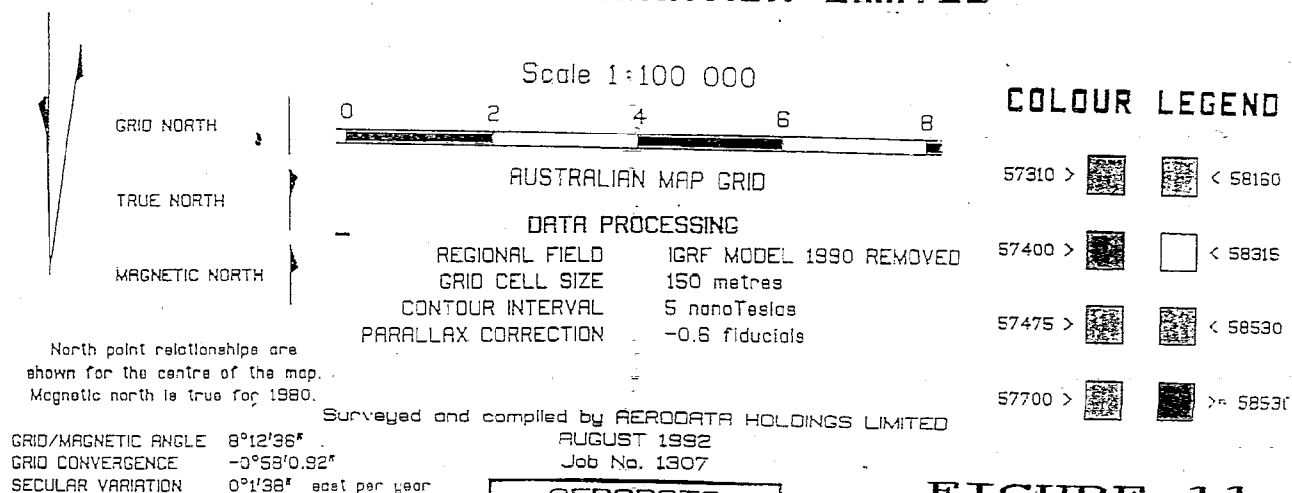 LIMITED
Scale 1:100 000
0 2 4 6 8
AUSTRALIAN MAP GRID
GRID NORTH
TRUE NORTH
MAGNETIC NORTH
North point relationships are
shown for the centre of the map.
Magnetic north is true for 1980.
GRID/MAGNETIC ANGLE 8°12'36"
GRID CONVERGENCE -0°58'0.92"
SECULAR VARIATION 0°1'38" east per year
DATA PROCESSING
REGIONAL FIELD IGRF MODEL 1990 REMOVED
GRID CELL SIZE 150 metres
CONTOUR INTERVAL 5 nanoTeslas
PARALLAX CORRECTION
fiducials
Surveyed and compiled by AERODATA HOLDINGS LIMITED
AUGUST 1992
Job No. 1307
AERODATA
COLOUR LEGEND
57310 > < 58160
57400 > < 58315
57475 > < 58530
57700 > >= 58530
FIGURE 11